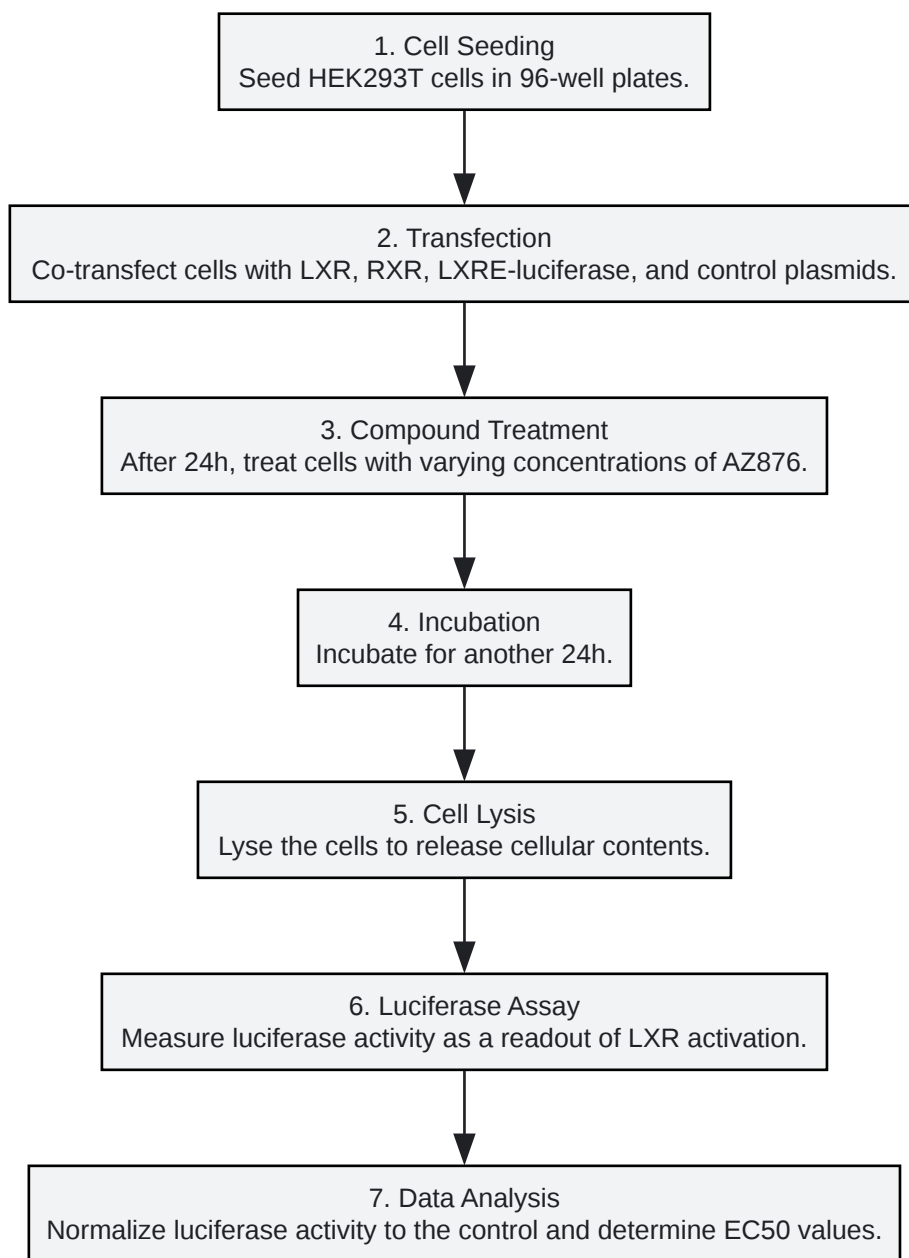 1. Cell Seeding
Seed HEK293T cells in 96-well plates.
2. Transfection
Co-transfect cells with LXR, RXR, LXRE-luciferase, and control plasmids.
3. Compound Treatment
After 24h, treat cells with varying concentrations of AZ876.
4. Incubation
Incubate for another 24h.
5. Cell Lysis
Lyse the cells to release cellular contents.
6. Luciferase Assay
Measure luciferase activity as a readout of LXR activation.
7. Data Analysis
Normalize luciferase activity to the control and determine EC50 values.